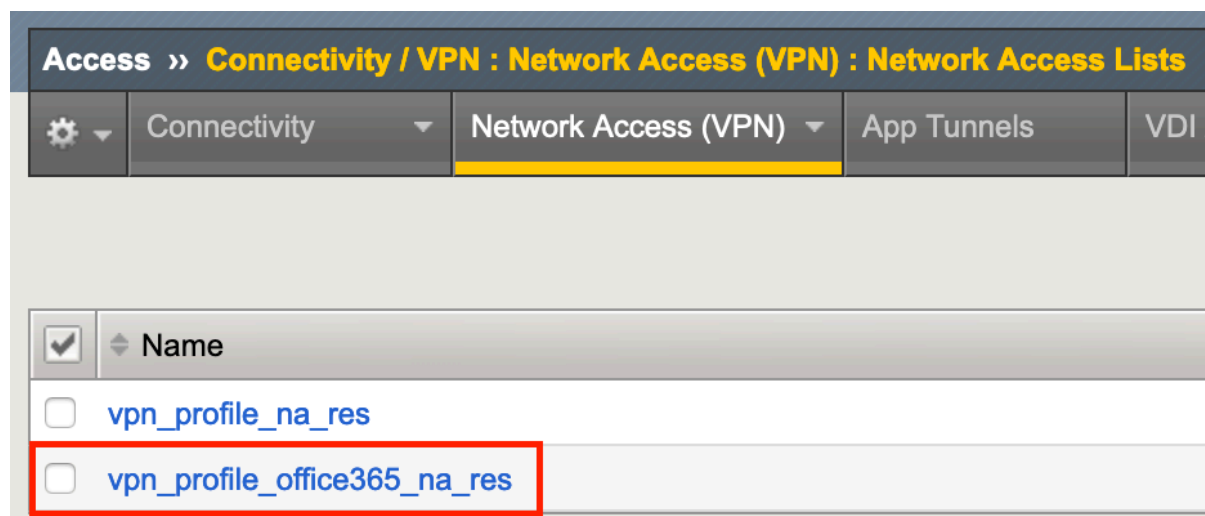 Access ›› Connectivity / VPN : Network Access (VPN) : Network Access Lists
Connectivity Network Access (VPN) App Tunnels VDI
Name
vpn_profile_na_res
vpn_profile_office365_na_res